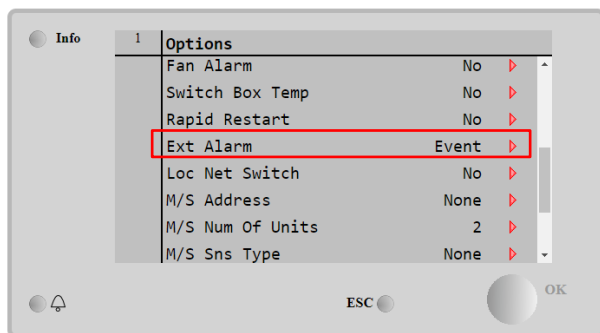 Info
1 Options
Fan Alarm No
Switch Box Temp No
Rapid Restart No
Ext Alarm Event
Loc Net Switch No
M/S Address None
M/S Num Of Units 2
M/S Sns Type None
ESC
OK